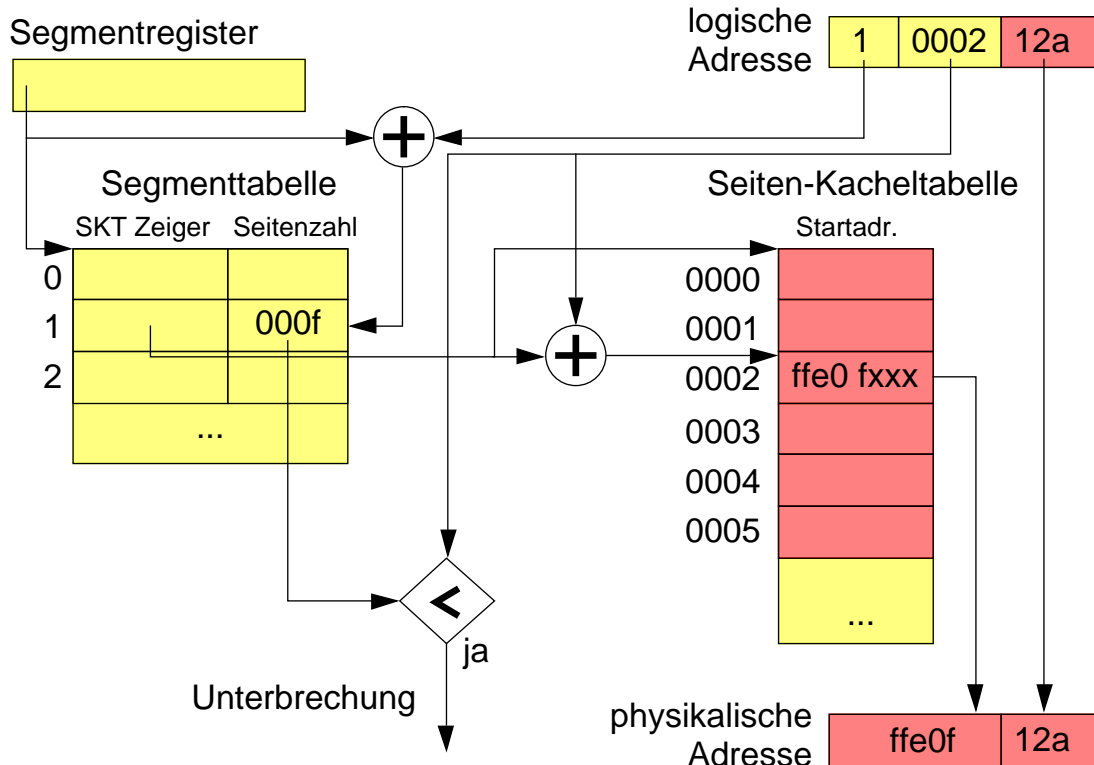 Segmentregister
logische
Adresse
1 0002 12a
Segmenttabelle
SKT Zeiger Seitenzahl
0
1 000f
2
...
Seiten-Kacheltabelle
Startadr.
0000
0001
0002 ffe0 fxxx
0003
0004
0005
...
<
ja
Unterbrechung
physikalische
Adresse
ffe0f 12a